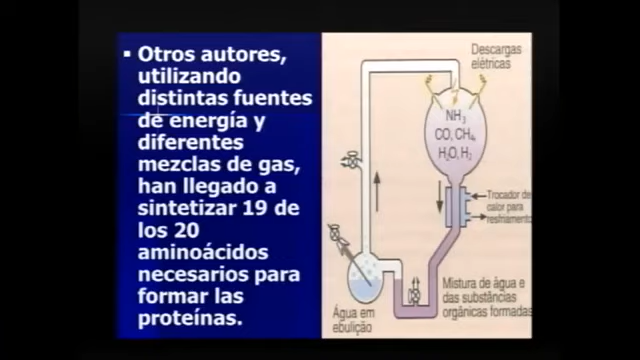 ▪ Otros autores,
utilizando
distintas fuentes
de energía y
diferentes
mezclas de gas,
han llegado a
sintetizar 19 de
los 20
aminoácidos
necesarios para
formar las
proteínas.
Descargas
elétricas
NH₃
CO, CH₄,
H₂O, H₂
Trocador de
calor para
resfriamento
Mistura de água e
das substâncias
orgânicas formadas
Água em
ebulição